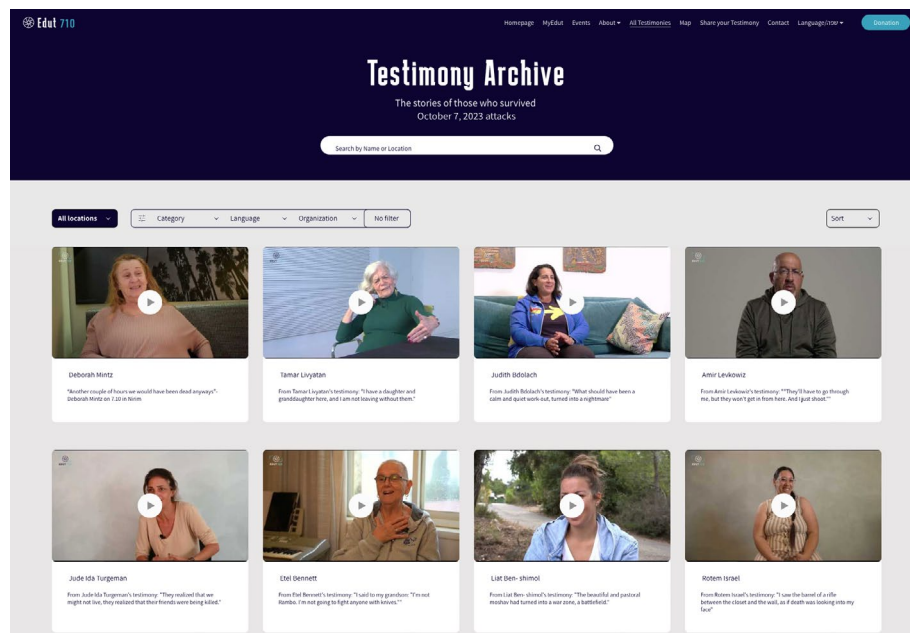 Edut 710
Homepage MyEdut Events About All Testimonies Map Share your Testimony Contact Language/שפה Donation
Testimony Archive
The stories of those who survived
October 7, 2023 attacks
Search by Name or Location
All locations Category Language Organization No filter Sort
Deborah Mintz
"Another couple of hours we would have been dead anyways"-
Deborah Mintz on 7.10 in Nirim
Tamar Livyatan
From Tamar Livyatan's testimony: "I have a daughter and
granddaughter here, and I am not leaving without them."
Judith Bdolach
From Judith Bdolach's testimony: "What should have been a
calm and quiet work-out, turned into a nightmare"
Amir Levkowiz
From Amir Levkowiz's testimony: ""They'll have to go through
me, but they won't get in from here. And I just shoot.""
Jude Ida Turgeman
From Jude Ida Turgeman's testimony: "They realized that we
might not live, they realized that their friends were being killed."
Etel Bennett
From Etel Bennett's testimony: "I said to my grandson: "I'm not
Rambo. I'm not going to fight anyone with knives.""
Liat Ben- shimol
From Liat Ben- shimol's testimony: "The beautiful and pastoral
moshav had turned into a war zone, a battlefield."
Rotem Israel
From Rotem Israel's testimony: "I saw the barrel of a rifle
between the closet and the wall, as if death was looking into my
face"